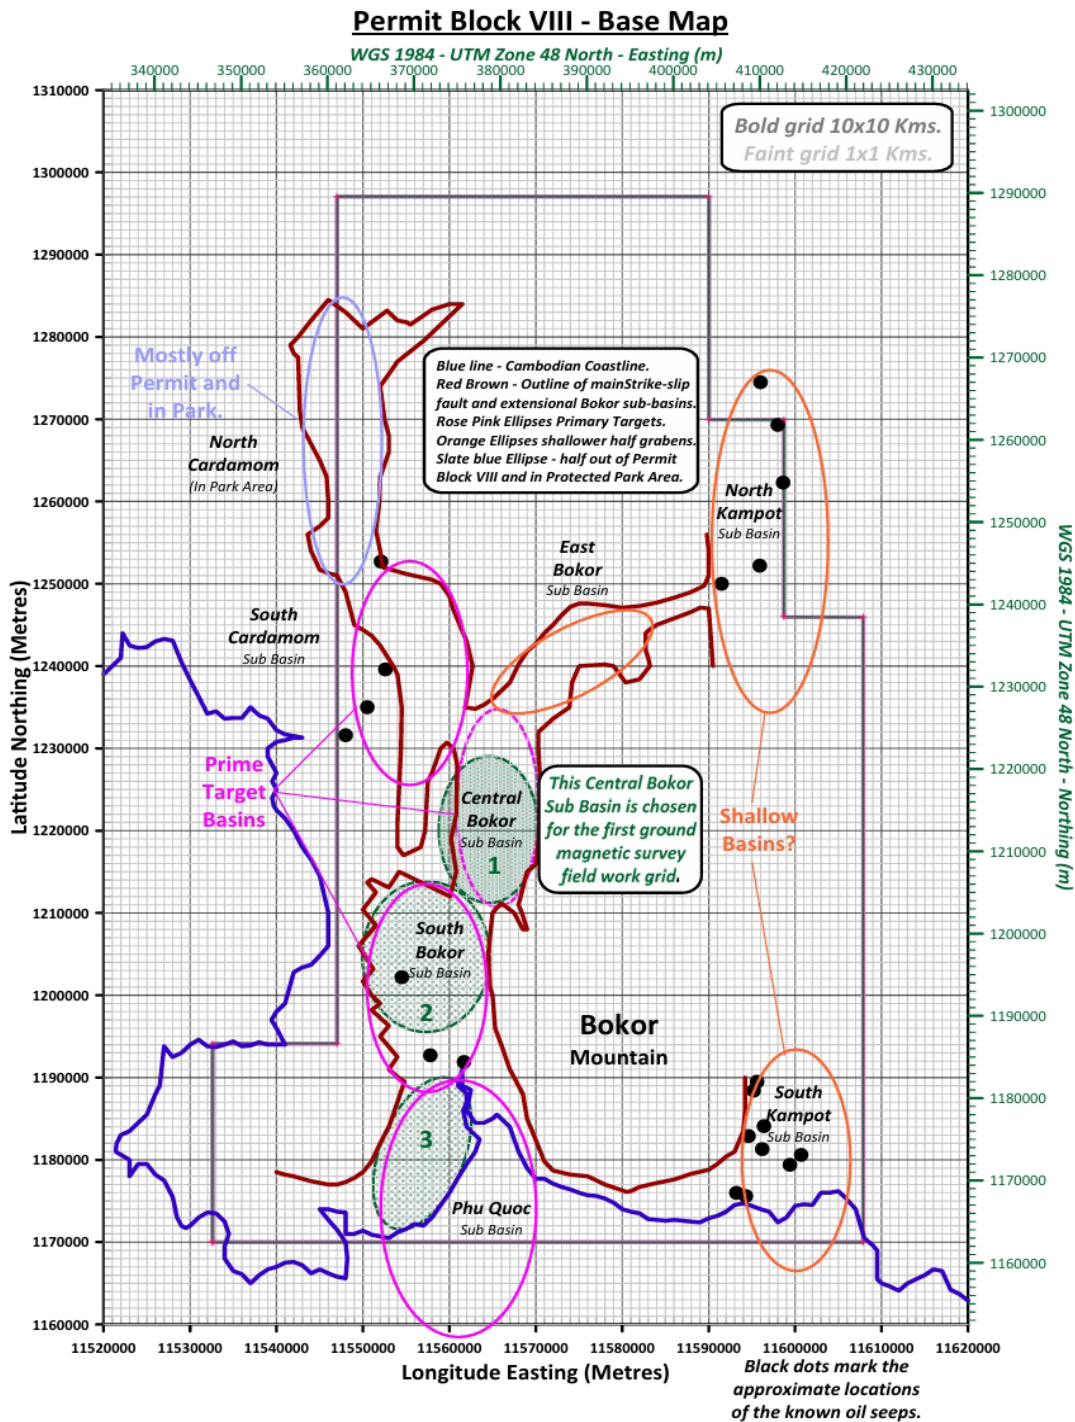 Permit Block VIII - Base Map
WGS 1984 - UTM Zone 48 North - Easting (m)
340000 350000 360000 370000 380000 390000 400000 410000 420000 430000
1310000
1300000
1290000
1280000
1270000
1260000
1250000
1240000
1230000
1220000
1210000
1200000
1190000
1180000
1170000
1160000
Latitude Northing (Metres)
Bold grid 10x10 Kms.
Faint grid 1x1 Kms.
Mostly off
Permit and
in Park.
North
Cardamom
(In Park Area)
Blue line - Cambodian Coastline.
Red Brown - Outline of mainStrike-slip
fault and extensional Bokor sub-basins.
Rose Pink Ellipses Primary Targets.
Orange Ellipses shallower half grabens.
Slate blue Ellipse - half out of Permit
Block VIII and in Protected Park Area.
North
Kampot
Sub Basin
East
Bokor
Sub Basin
South
Cardamom
Sub Basin
Prime
Target
Basins
Central
Bokor
Sub Basin
1
This Central Bokor
Sub Basin is chosen
for the first ground
magnetic survey
field work grid.
Shallow
Basins?
South
Bokor
Sub Basin
2
Bokor
Mountain
3
South
Kampot
Sub Basin
Phu Quoc
Sub Basin
1300000
1290000
1280000
1270000
1260000
1250000
1240000
1230000
1220000
1210000
1200000
1190000
1180000
1170000
1160000
WGS 1984 - UTM Zone 48 North - Northing (m)
11520000 11530000 11540000 11550000 11560000 11570000 11580000 11590000 11600000 11610000 11620000
Longitude Easting (Metres)
Black dots mark the
approximate locations
of the known oil seeps.